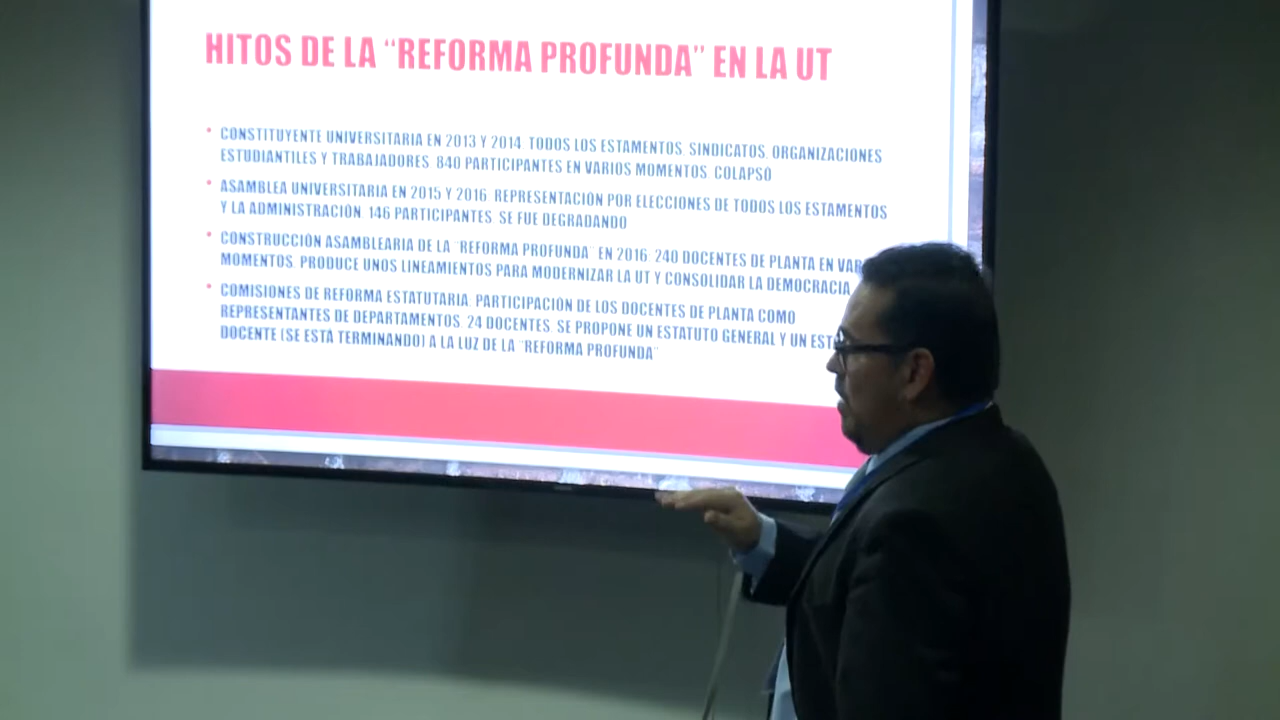 HITOS DE LA “REFORMA PROFUNDA” EN LA UT
• CONSTITUYENTE UNIVERSITARIA EN 2013 Y 2014. TODOS LOS ESTAMENTOS. SINDICATOS. ORGANIZACIONES
ESTUDIANTILES Y TRABAJADORES. 840 PARTICIPANTES EN VARIOS MOMENTOS. COLAPSÓ
• ASAMBLEA UNIVERSITARIA EN 2015 Y 2016. REPRESENTACIÓN POR ELECCIONES DE TODOS LOS ESTAMENTOS
Y LA ADMINISTRACIÓN. 146 PARTICIPANTES. SE FUE DEGRADANDO
• CONSTRUCCIÓN ASAMBLEARIA DE LA “REFORMA PROFUNDA” EN 2016. 240 DOCENTES DE PLANTA EN
MOMENTOS. PRODUCE UNOS LINEAMIENTOS PARA MODERNIZAR LA UT Y CONSOLIDAR LA DEMOCRACIA
• COMISIONES DE REFORMA ESTATUTARIA. PARTICIPACIÓN DE LOS DOCENTES DE PLANTA COMO
REPRESENTANTES DE DEPARTAMENTOS. 24 DOCENTES. SE PROPONE UN ESTATUTO GENERAL Y UN
DOCENTE (SE ESTÁ TERMINANDO) A LA LUZ DE LA “REFORMA PROFUNDA”